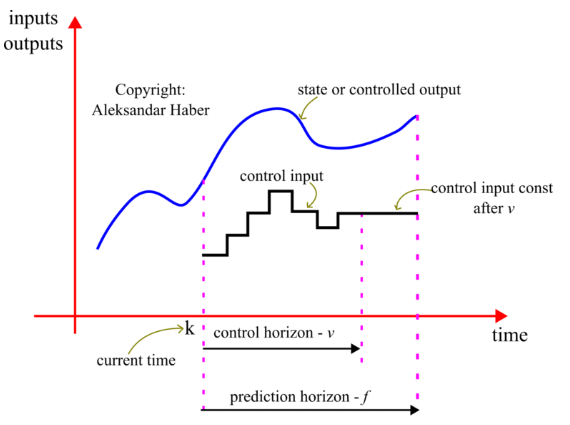 inputs
outputs
Copyright:
Aleksandar Haber
state or controlled output
control input
control input const
after v
k
time
control horizon - v
current time
prediction horizon - f